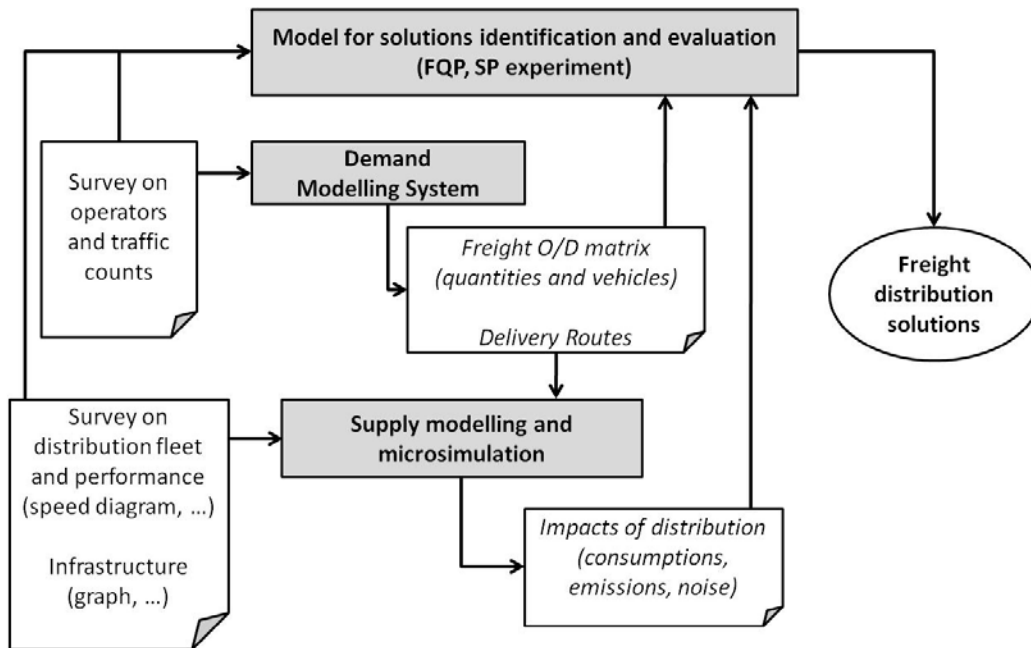 Model for solutions identification and evaluation
(FQP, SP experiment)
Survey on
operators
and traffic
counts
Demand
Modelling System
Freight O/D matrix
(quantities and vehicles)
Delivery Routes
Freight
distribution
solutions
Survey on
distribution fleet
and performance
(speed diagram, ...)
Infrastructure
(graph, ...)
Supply modelling and
microsimulation
Impacts of distribution
(consumptions,
emissions, noise)